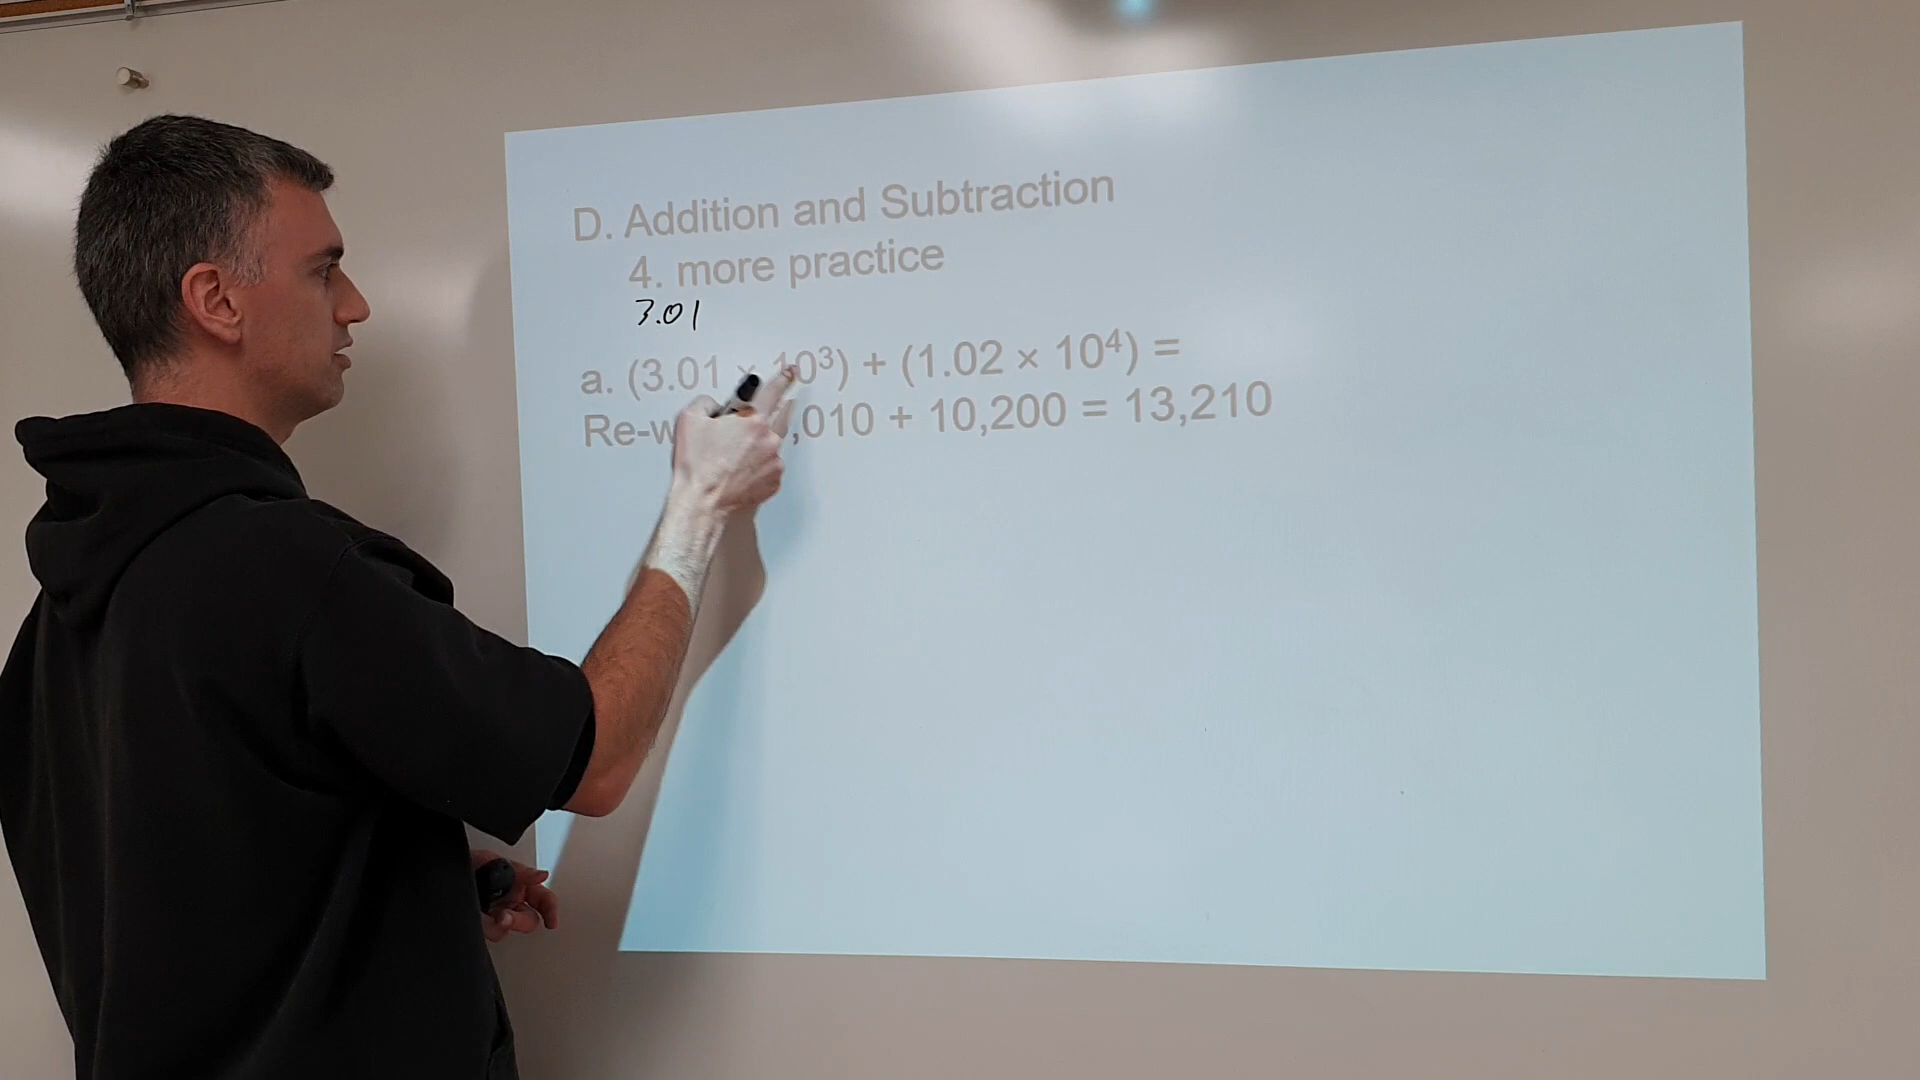 D. Addition and Subtraction
4. more practice
3.01
a. (3.01 × 10³) + (1.02 × 10⁴) =
,010 + 10,200 = 13,210